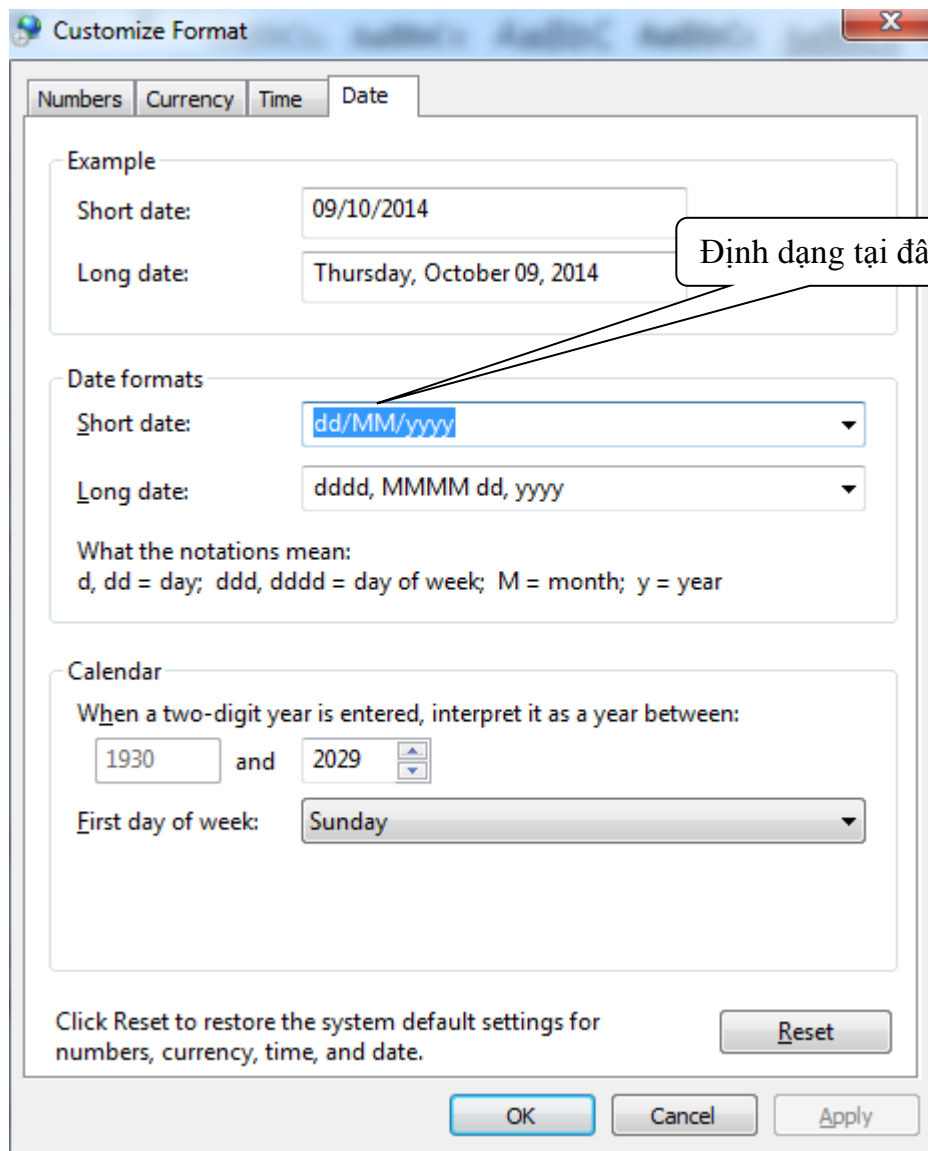 Customize Format
Numbers Currency Time Date
Example
Short date: 09/10/2014
Định dạng tại
Long date: Thursday, October 09, 2014
Date formats
Short date: dd/MM/yyyy
Long date: dddd, MMMM dd, yyyy
What the notations mean:
d, dd = day; ddd, dddd = day of week; M = month; y = year
Calendar
When a two-digit year is entered, interpret it as a year between:
1930 and 2029
First day of week: Sunday
Click Reset to restore the system default settings for
numbers, currency, time, and date.
Reset
OK Cancel Apply